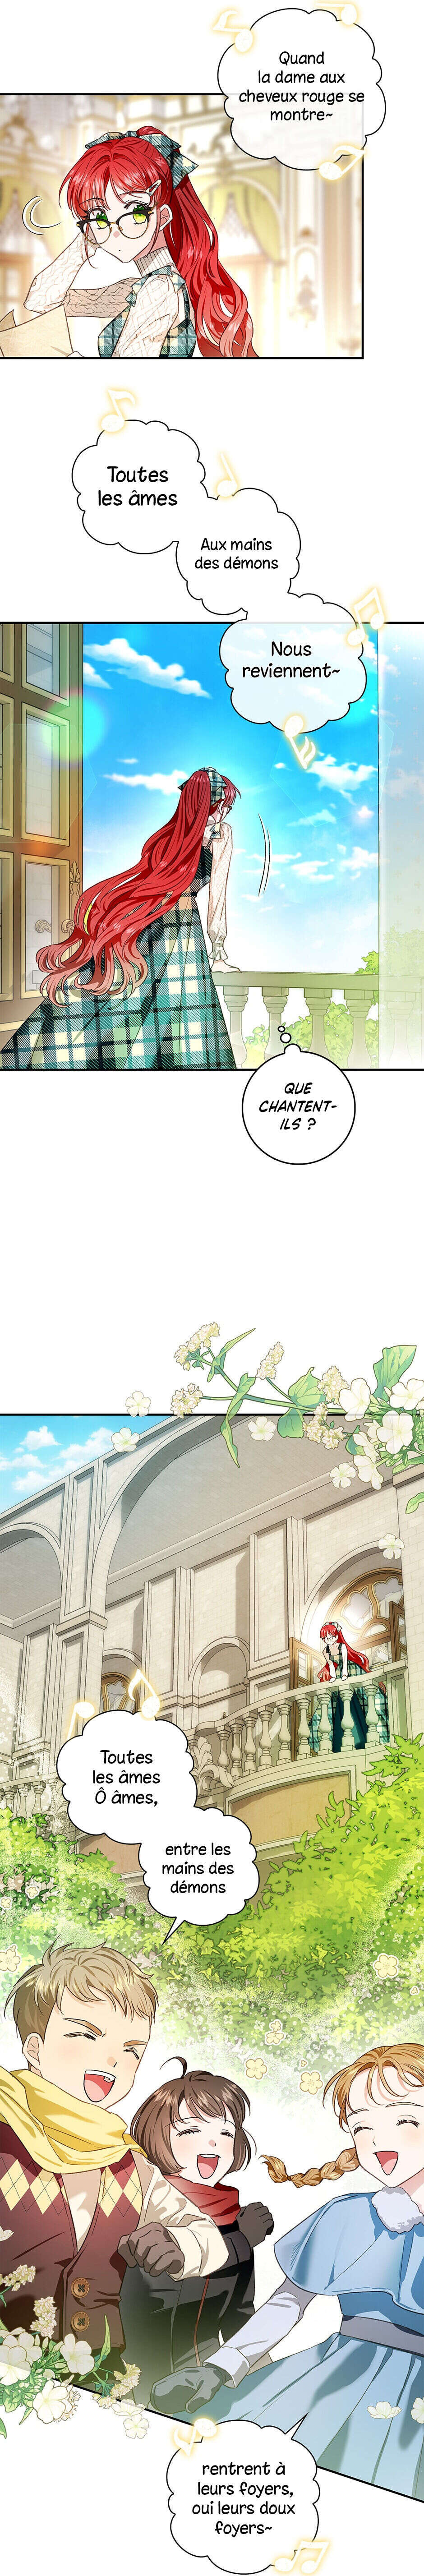 Quand
la dame aux
cheveux rouge se
montre~
Toutes
les âmes
Aux mains
des démons
Nous
reviennent~
QUE
CHANTENT-
ILS ?
Toutes
les âmes
Ô âmes,
entre les
mains des
démons
rentrent à
leurs foyers,
oui leurs doux
foyers~